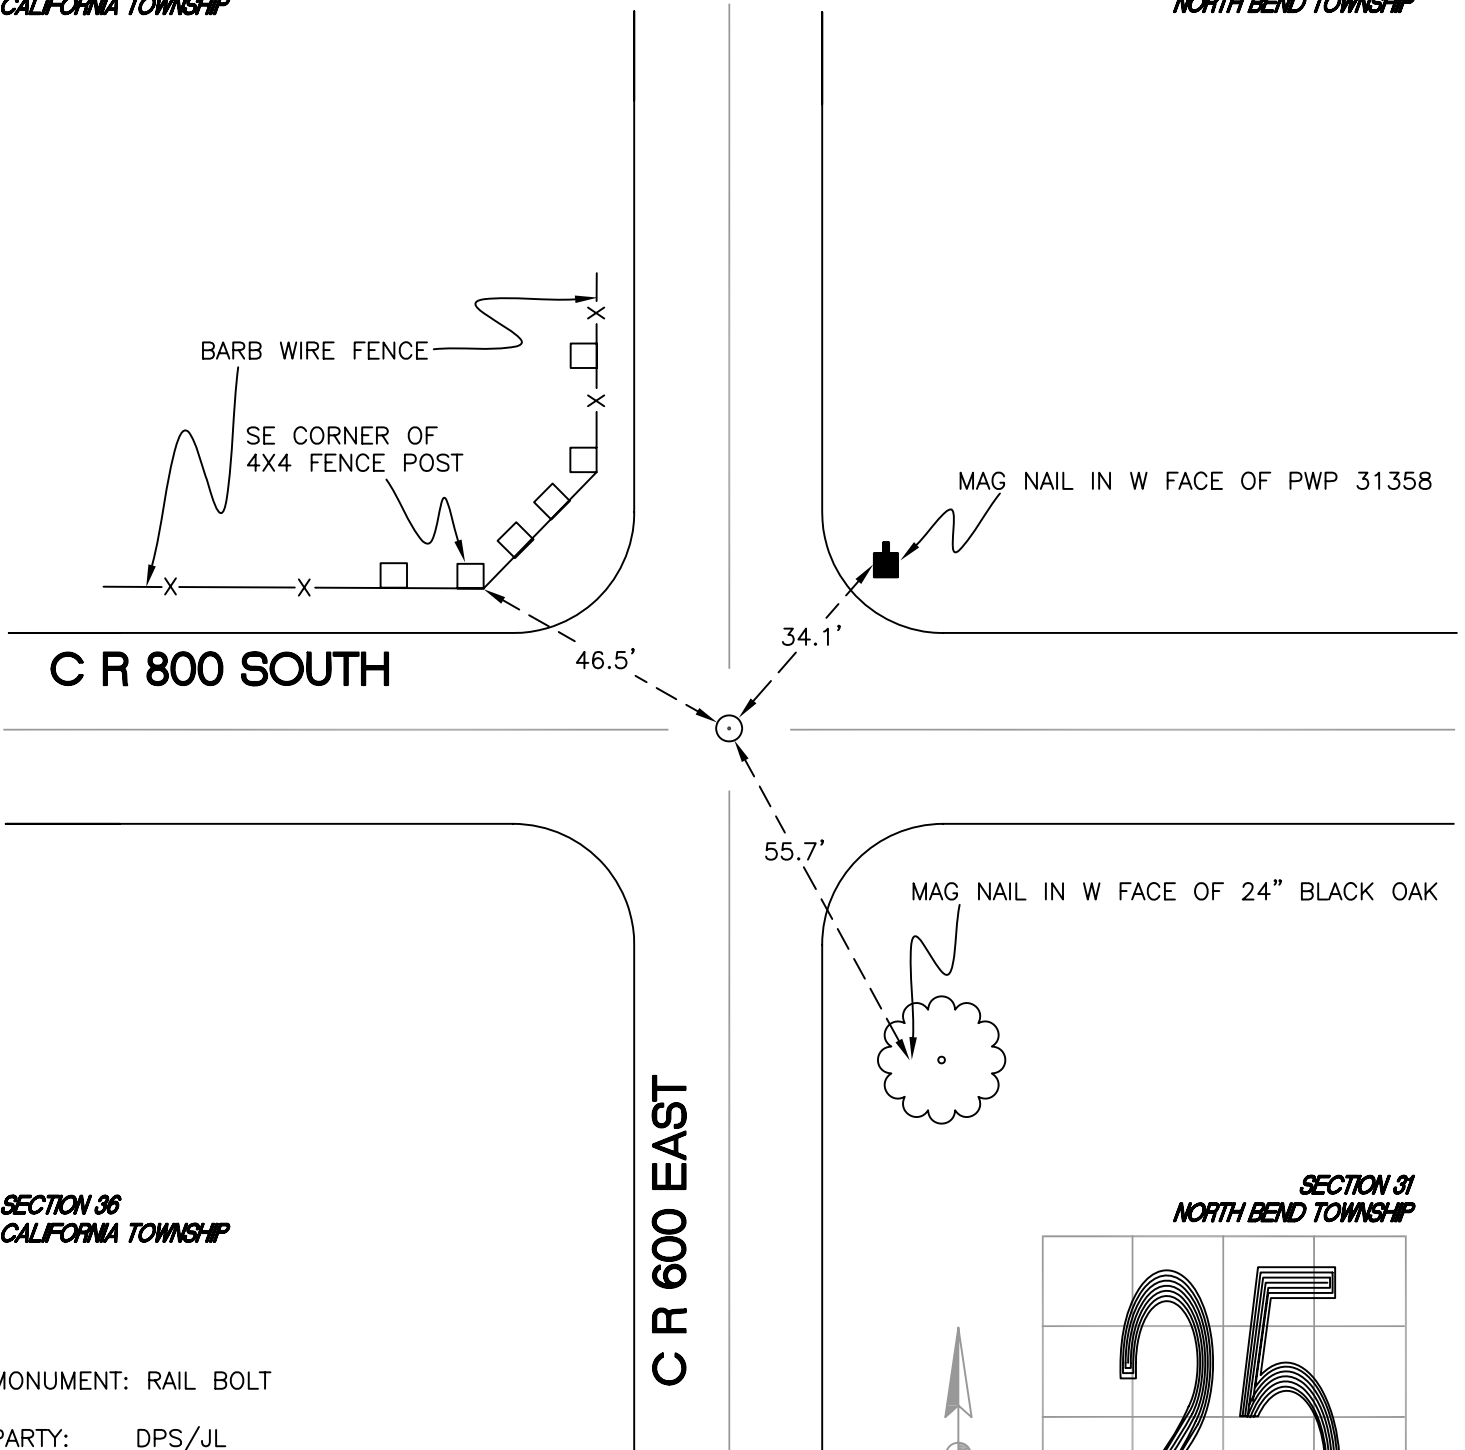 CALIFORNIA TOWNSHIP
NORTH BEND TOWNSHIP
BARB WIRE FENCE
SE CORNER OF
4X4 FENCE POST
MAG NAIL IN W FACE OF PWP 31358
X
X
X
X
34.1'
46.5'
C R 800 SOUTH
55.7'
MAG NAIL IN W FACE OF 24" BLACK OAK
C R 600 EAST
SECTION 36
CALIFORNIA TOWNSHIP
SECTION 31
NORTH BEND TOWNSHIP
25
MONUMENT: RAIL BOLT
PARTY: DPS/JL